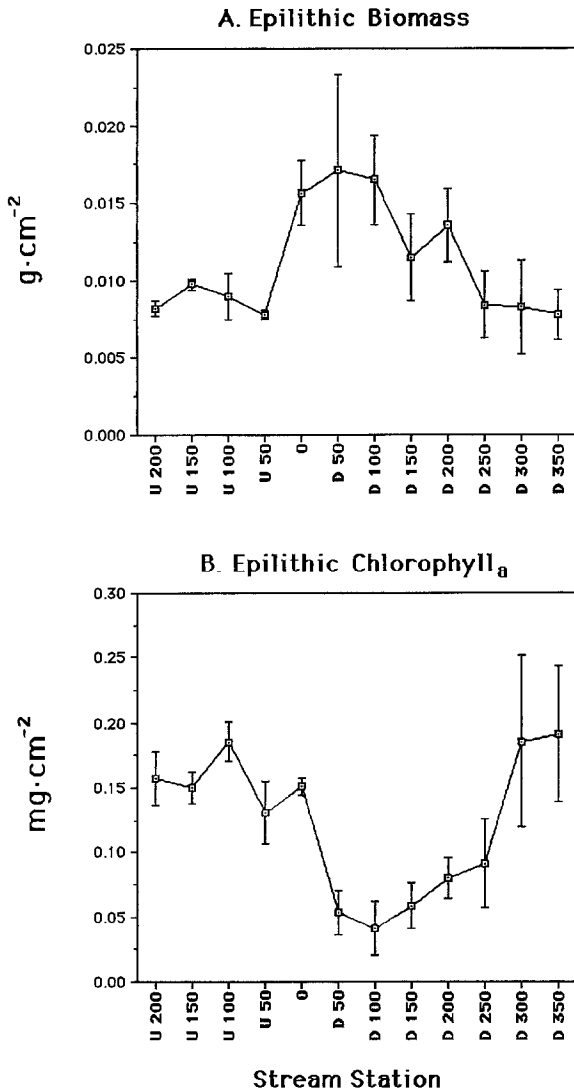 A. Epilithic Biomass
g·cm⁻²
0.025
0.020
0.015
0.010
0.005
0.000
U 200
U 150
U 100
U 50
0
D 50
D 100
D 150
D 200
D 250
D 300
D 350
B. Epilithic Chlorophyllₐ
mg·cm⁻²
0.30
0.25
0.20
0.15
0.10
0.05
0.00
U 200
U 150
U 100
U 50
0
D 50
D 100
D 150
D 200
D 250
D 300
D 350
Stream Station